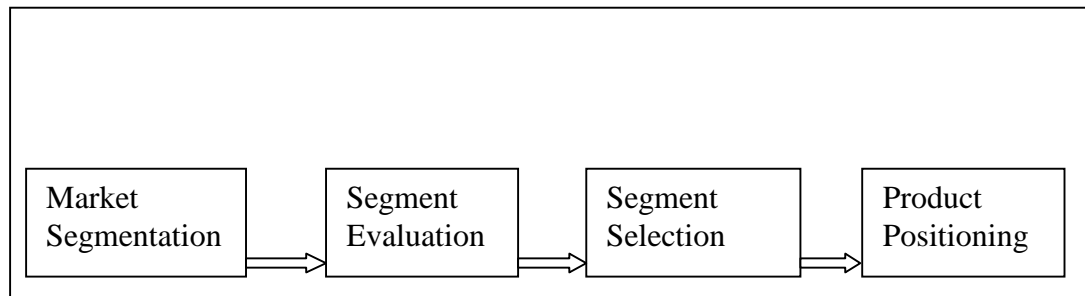 Market
Segmentation
Segment
Evaluation
Segment
Selection
Product
Positioning